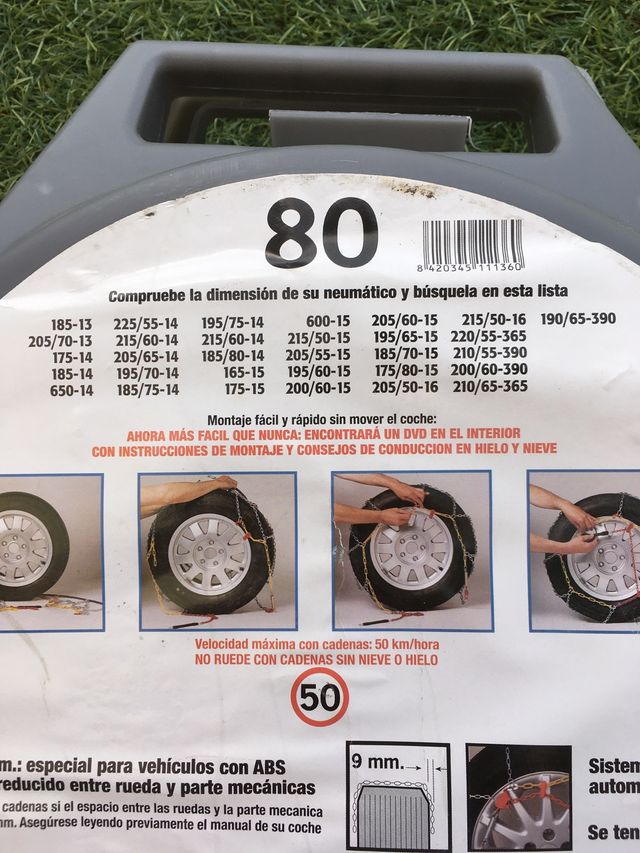 80
8 420345 111360
Compruebe la dimensión de su neumático y búsquela en esta lista
185-13 225/55-14 195/75-14 600-15 205/60-15 215/50-16 190/65-390
205/70-13 215/60-14 215/60-14 215/50-15 195/65-15 220/55-365
175-14 205/65-14 185/80-14 205/55-15 185/70-15 210/55-390
185-14 195/70-14 165-15 195/60-15 175/80-15 200/60-390
650-14 185/75-14 175-15 200/60-15 205/50-16 210/65-365
Montaje fácil y rápido sin mover el coche:
AHORA MÁS FACIL QUE NUNCA: ENCONTRARÁ UN DVD EN EL INTERIOR
CON INSTRUCCIONES DE MONTAJE Y CONSEJOS DE CONDUCCION EN HIELO Y NIEVE
Velocidad máxima con cadenas: 50 km/hora
NO RUEDE CON CADENAS SIN NIEVE O HIELO
50
m.: especial para vehículos con ABS
reducido entre rueda y parte mecánicas
cadenas si el espacio entre las ruedas y la parte mecanica
mm. Asegúrese leyendo previamente el manual de su coche
9 mm.
Sistem
autom
Se ten